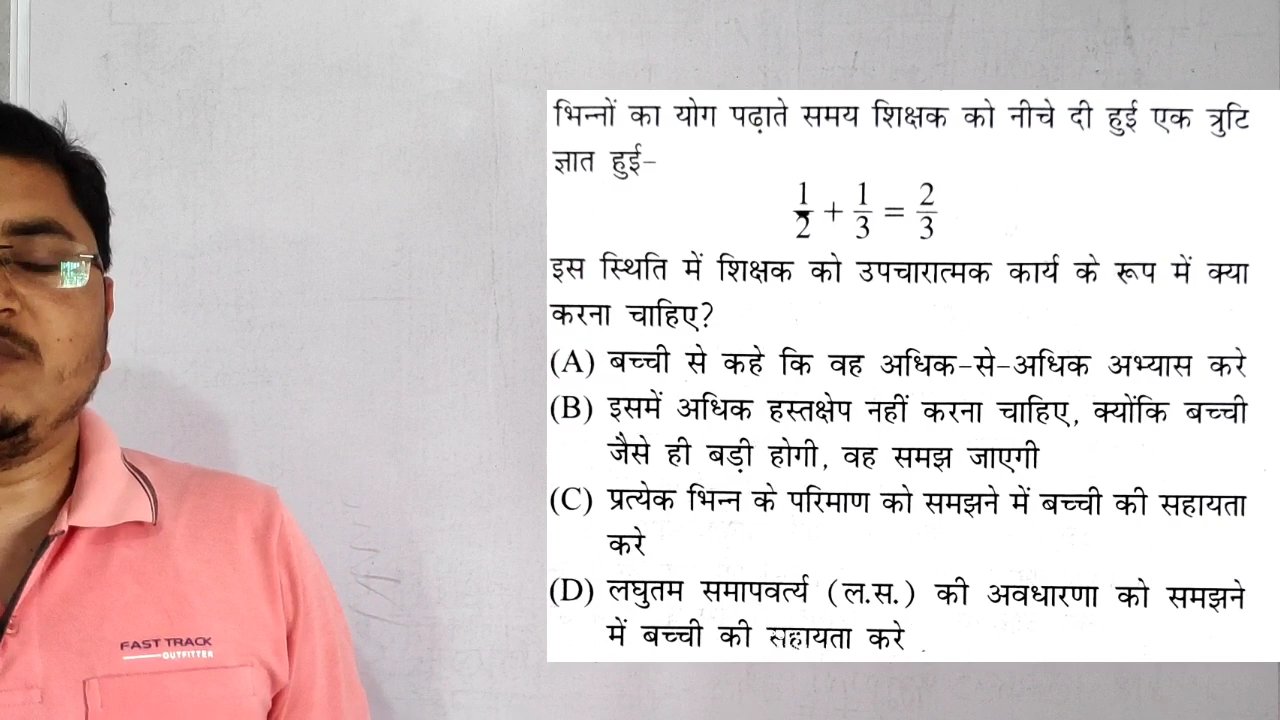 भिन्नों का योग पढ़ाते समय शिक्षक को नीचे दी हुई एक त्रुटि
ज्ञात हुई-
1/2 + 1/3 = 2/3
इस स्थिति में शिक्षक को उपचारात्मक कार्य के रूप में क्या
करना चाहिए?
(A) बच्ची से कहे कि वह अधिक-से-अधिक अभ्यास करे
(B) इसमें अधिक हस्तक्षेप नहीं करना चाहिए, क्योंकि बच्ची
जैसे ही बड़ी होगी, वह समझ जाएगी
(C) प्रत्येक भिन्न के परिमाण को समझने में बच्ची की सहायता
करे
(D) लघुतम समापवर्त्य (ल.स.) की अवधारणा को समझने
में बच्ची की सहायता करे
FAST TRACK
OUTFITTER